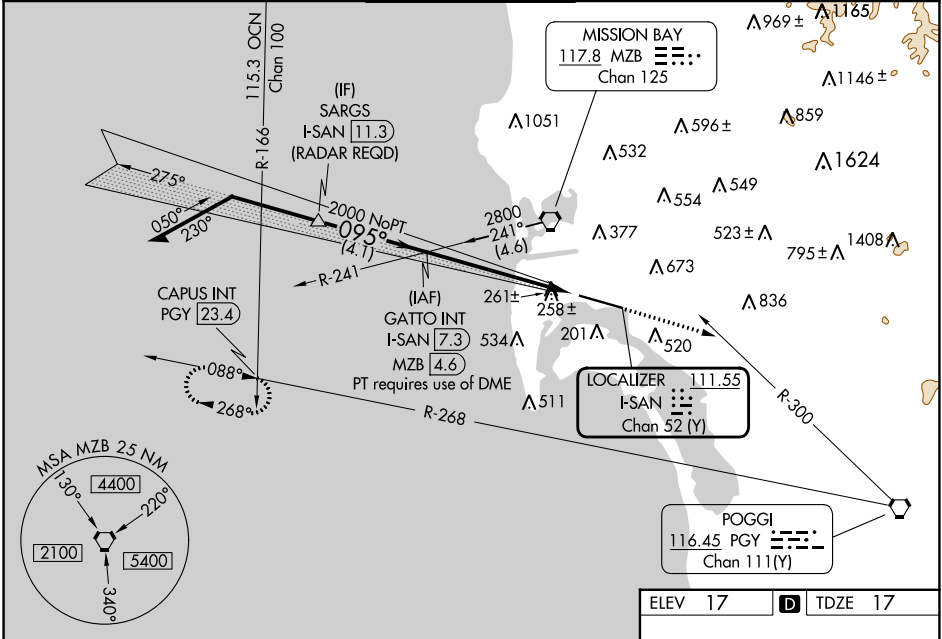 115.3 OCN
Chan 100
R-166
(IF)
SARGS
I-SAN 11.3
(RADAR REQD)
MISSION BAY
117.8 MZB
Chan 125
969±
1165
1146±
859
1051
596±
532
1624
549
554
275°
050°
230°
2000 NoPT
095°
(4.1)
2800
241°
(4.6)
R-241
377
523±
795±
1408
673
836
CAPUS INT
PGY 23.4
(IAF)
GATTO INT
I-SAN 7.3
MZB 4.6
PT requires use of DME
261±
258±
534
201
520
511
088°
268°
R-268
LOCALIZER 111.55
I-SAN
Chan 52 (Y)
R-300
MSA MZB 25 NM
130°
4400
220°
2100
5400
340°
POGGI
116.45 PGY
Chan 111(Y)
ELEV 17 D TDZE 17